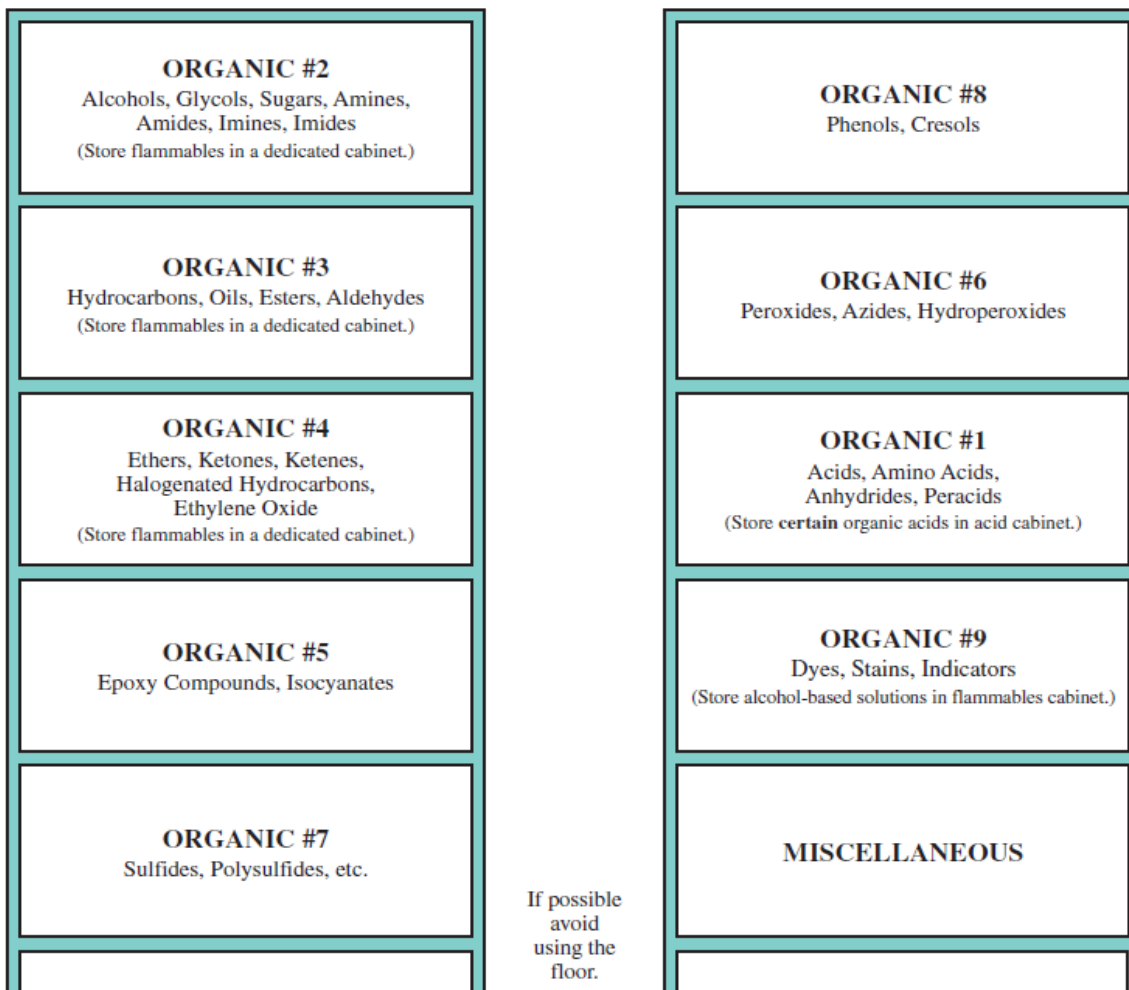 ORGANIC #2
Alcohols, Glycols, Sugars, Amines,
Amides, Imines, Imides
(Store flammables in a dedicated cabinet.)
ORGANIC #3
Hydrocarbons, Oils, Esters, Aldehydes
(Store flammables in a dedicated cabinet.)
ORGANIC #4
Ethers, Ketones, Ketenes,
Halogenated Hydrocarbons,
Ethylene Oxide
(Store flammables in a dedicated cabinet.)
ORGANIC #5
Epoxy Compounds, Isocyanates
ORGANIC #7
Sulfides, Polysulfides, etc.
If possible
avoid
using the
floor.
ORGANIC #8
Phenols, Cresols
ORGANIC #6
Peroxides, Azides, Hydroperoxides
ORGANIC #1
Acids, Amino Acids,
Anhydrides, Peracids
(Store certain organic acids in acid cabinet.)
ORGANIC #9
Dyes, Stains, Indicators
(Store alcohol-based solutions in flammables cabinet.)
MISCELLANEOUS